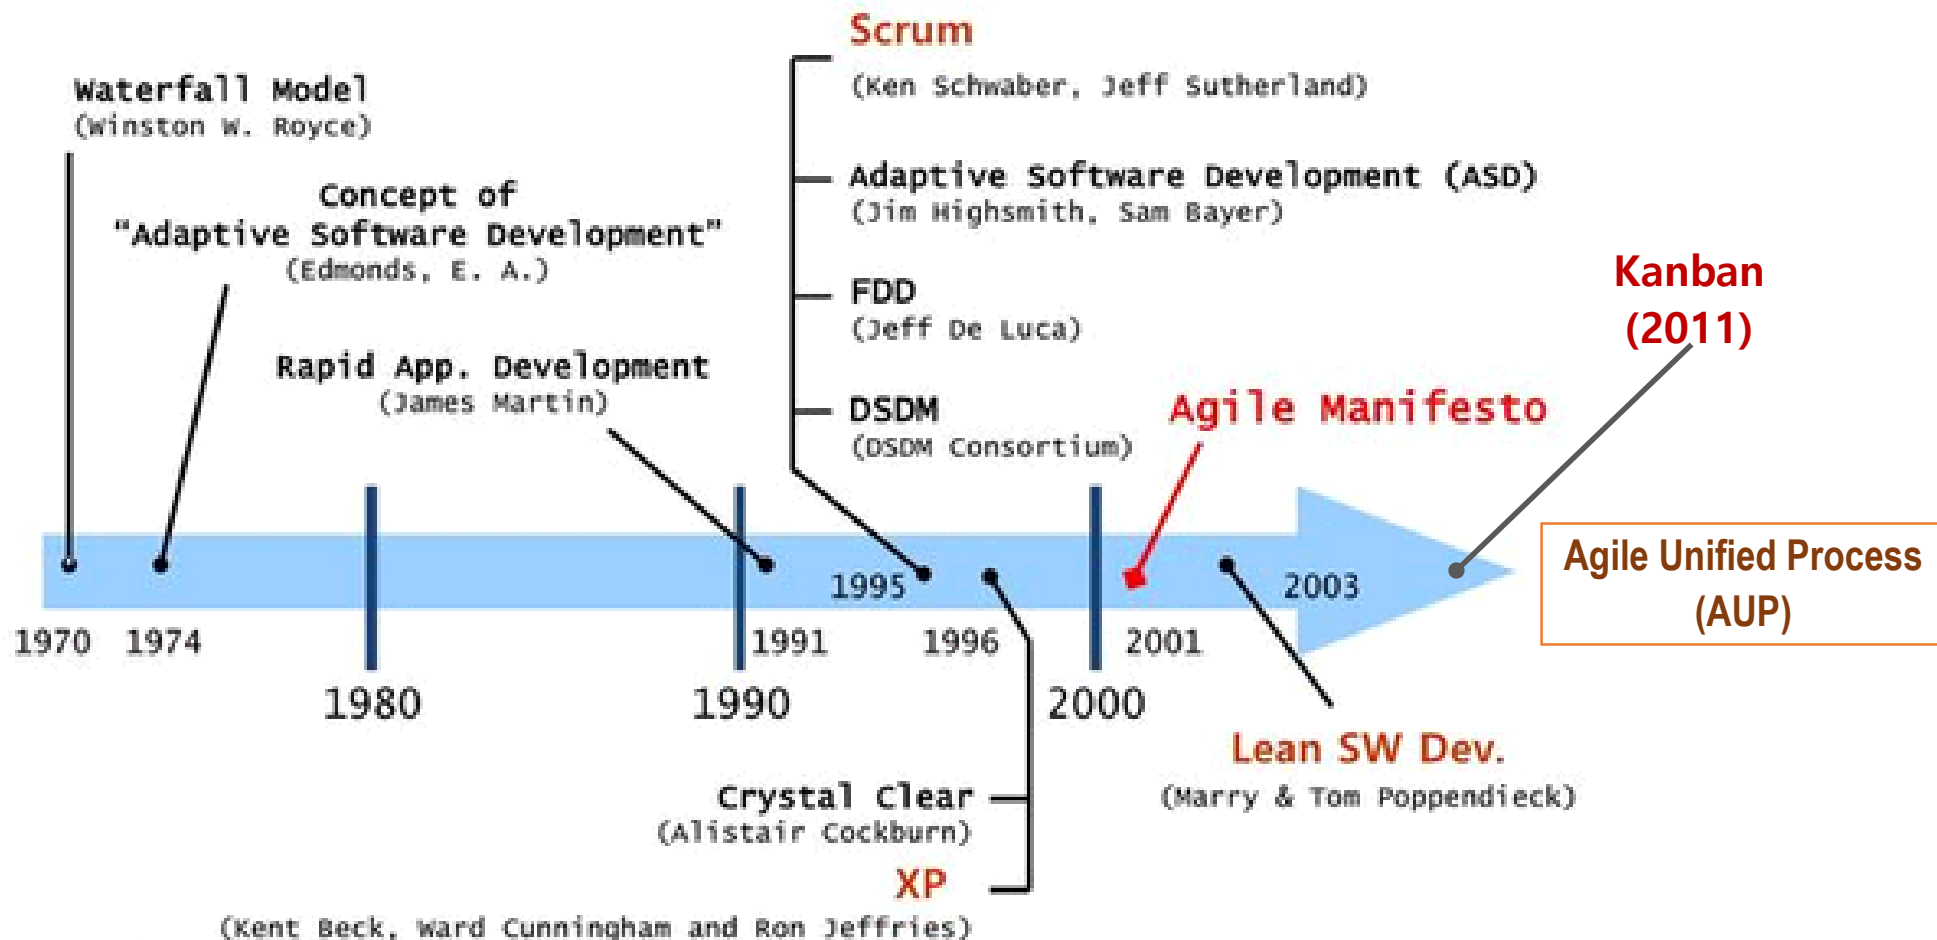 Scrum
(Ken Schwaber, Jeff Sutherland)
Waterfall Model
(Winston W. Royce)
Adaptive Software Development (ASD)
(Jim Highsmith, Sam Bayer)
Concept of
“Adaptive Software Development”
(Edmonds, E. A.)
FDD
(Jeff De Luca)
Kanban
(2011)
Rapid App. Development
(James Martin)
DSDM
(DSDM Consortium)
Agile Manifesto
Agile Unified Process
(AUP)
1995
2003
1970
1974
1991
1996
2001
1980
1990
2000
Lean SW Dev.
(Marry & Tom Poppendieck)
Crystal Clear
(Alistair Cockburn)
XP
(Kent Beck, Ward Cunningham and Ron Jeffries)